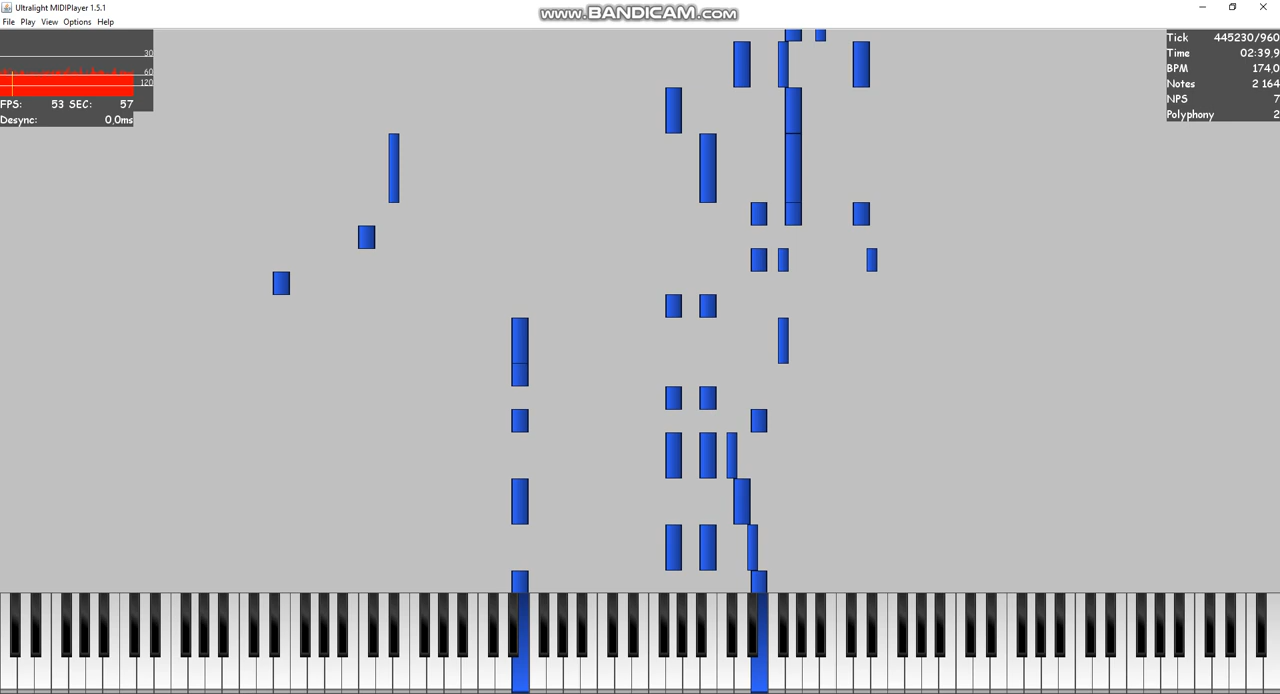 Ultralight MIDIPlayer 1.5.1
www.BANDICAM.com
File Play View Options Help
30
60
120
FPS: 53 SEC: 57
Desync: 0,0ms
Tick 445230/960
Time 02:39,9
BPM 174,0
Notes 2 164
NPS 7
Polyphony 2